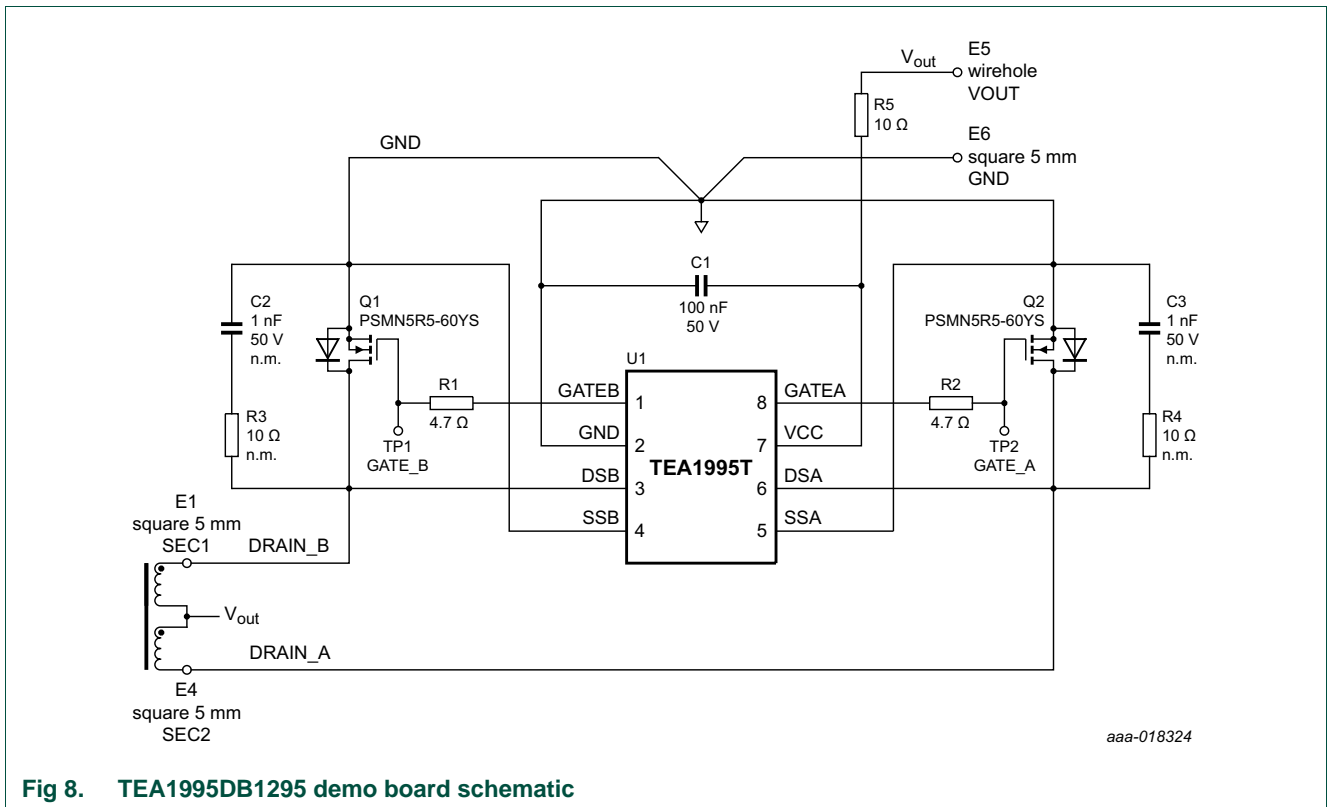 V_out
E5
wirehole
VOUT
R5
10 Ω
E6
square 5 mm
GND
GND
C1
100 nF
50 V
C2
1 nF
50 V
n.m.
Q1
PSMN5R5-60YS
Q2
PSMN5R5-60YS
C3
1 nF
50 V
n.m.
U1
R1
4.7 Ω
GATEB
1
8
GATEA
R2
4.7 Ω
R3
10 Ω
n.m.
TP1
GATE_B
GND
2
7
VCC
TP2
GATE_A
R4
10 Ω
n.m.
TEA1995T
DSB
3
6
DSA
SSB
4
5
SSA
E1
square 5 mm
SEC1
DRAIN_B
V_out
DRAIN_A
E4
square 5 mm
SEC2
aaa-018324
Fig 8. TEA1995DB1295 demo board schematic